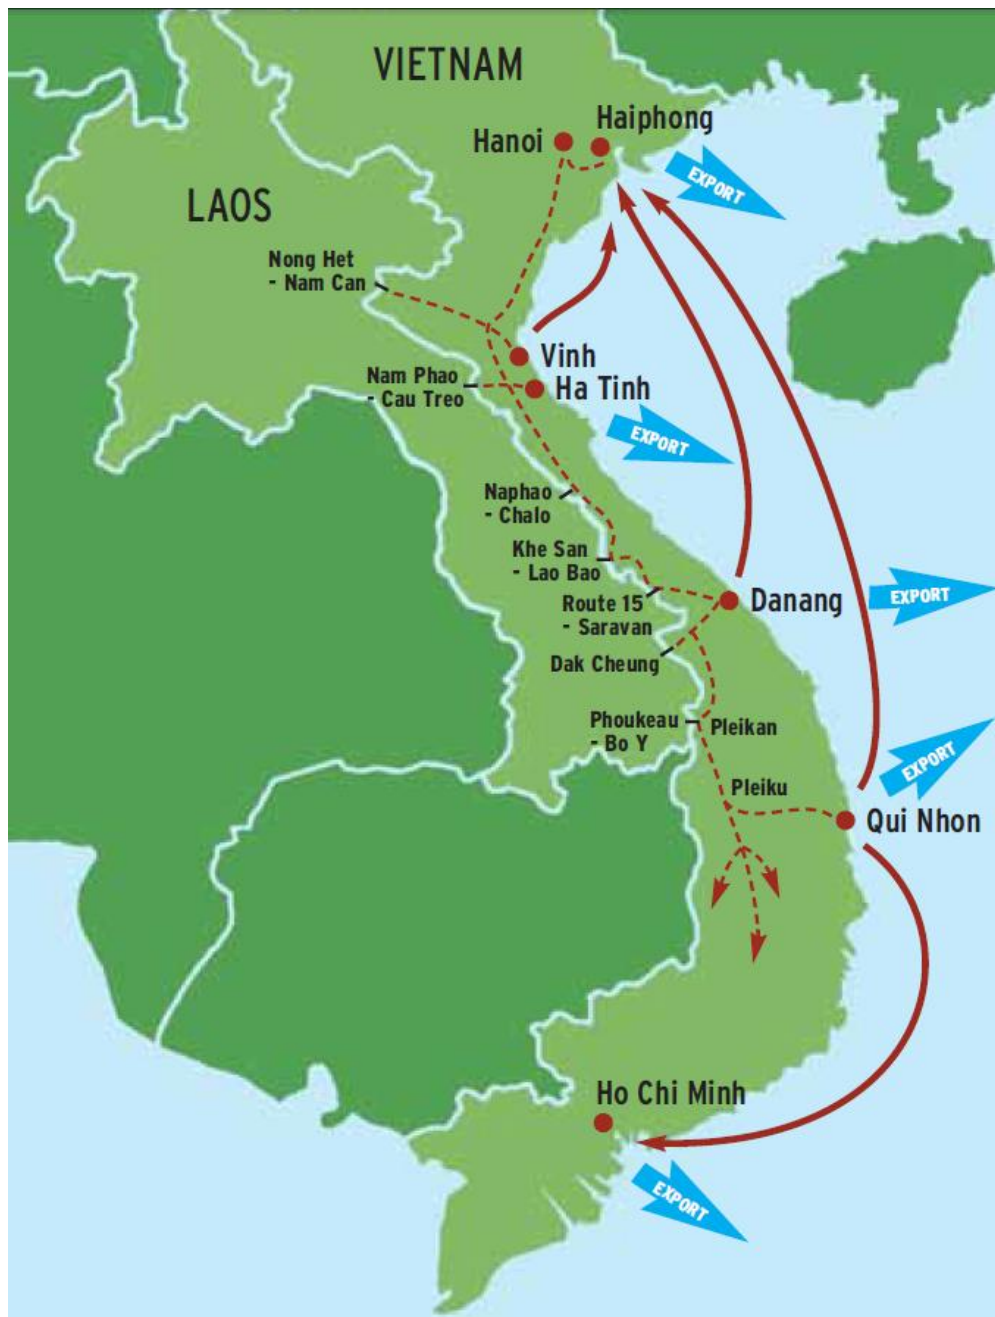 VIETNAM
Haiphong
Hanoi
EXPORT
LAOS
Nong Het
- Nam Can
Vinh
Nam Phao
- Cau Treo
Ha Tinh
EXPORT
Naphao
- Chalo
Khe San
- Lao Bao
Route 15
- Saravan
Danang
EXPORT
Dak Cheung
Phoukeau
- Bo Y
Pleikan
EXPORT
Pleiku
Qui Nhon
Ho Chi Minh
EXPORT